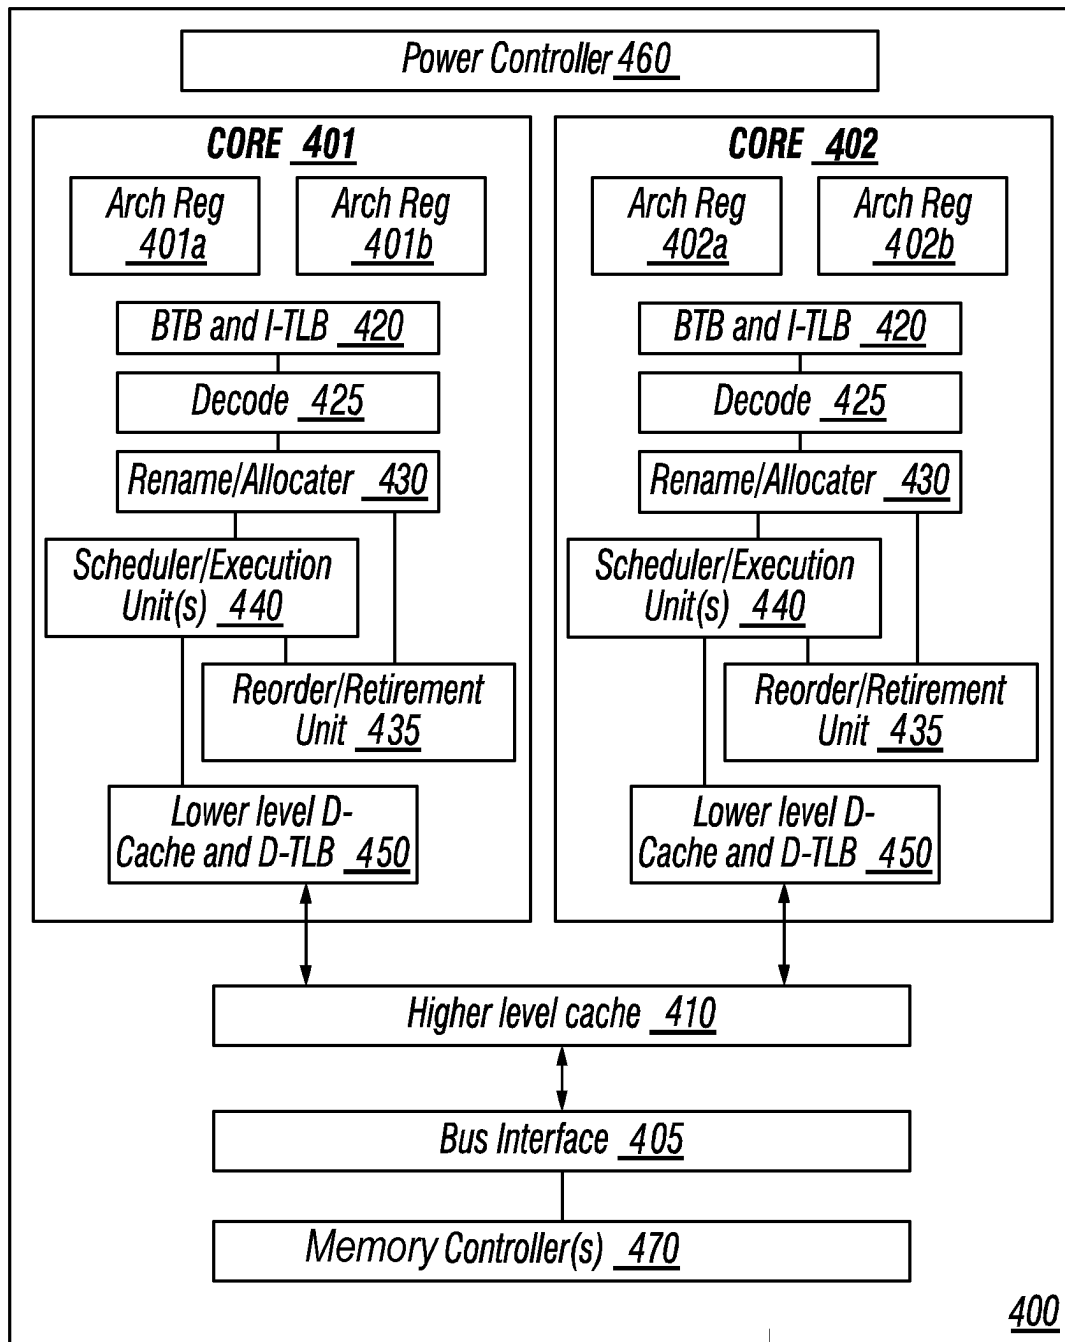 Power Controller 460
CORE 401
Arch Reg
401a
Arch Reg
401b
BTB and I-TLB 420
Decode 425
Rename/Allocater 430
Scheduler/Execution
Unit(s) 440
Reorder/Retirement
Unit 435
Lower level D-
Cache and D-TLB 450
CORE 402
Arch Reg
402a
Arch Reg
402b
BTB and I-TLB 420
Decode 425
Rename/Allocater 430
Scheduler/Execution
Unit(s) 440
Reorder/Retirement
Unit 435
Lower level D-
Cache and D-TLB 450
Higher level cache 410
Bus Interface 405
Memory Controller(s) 470
400